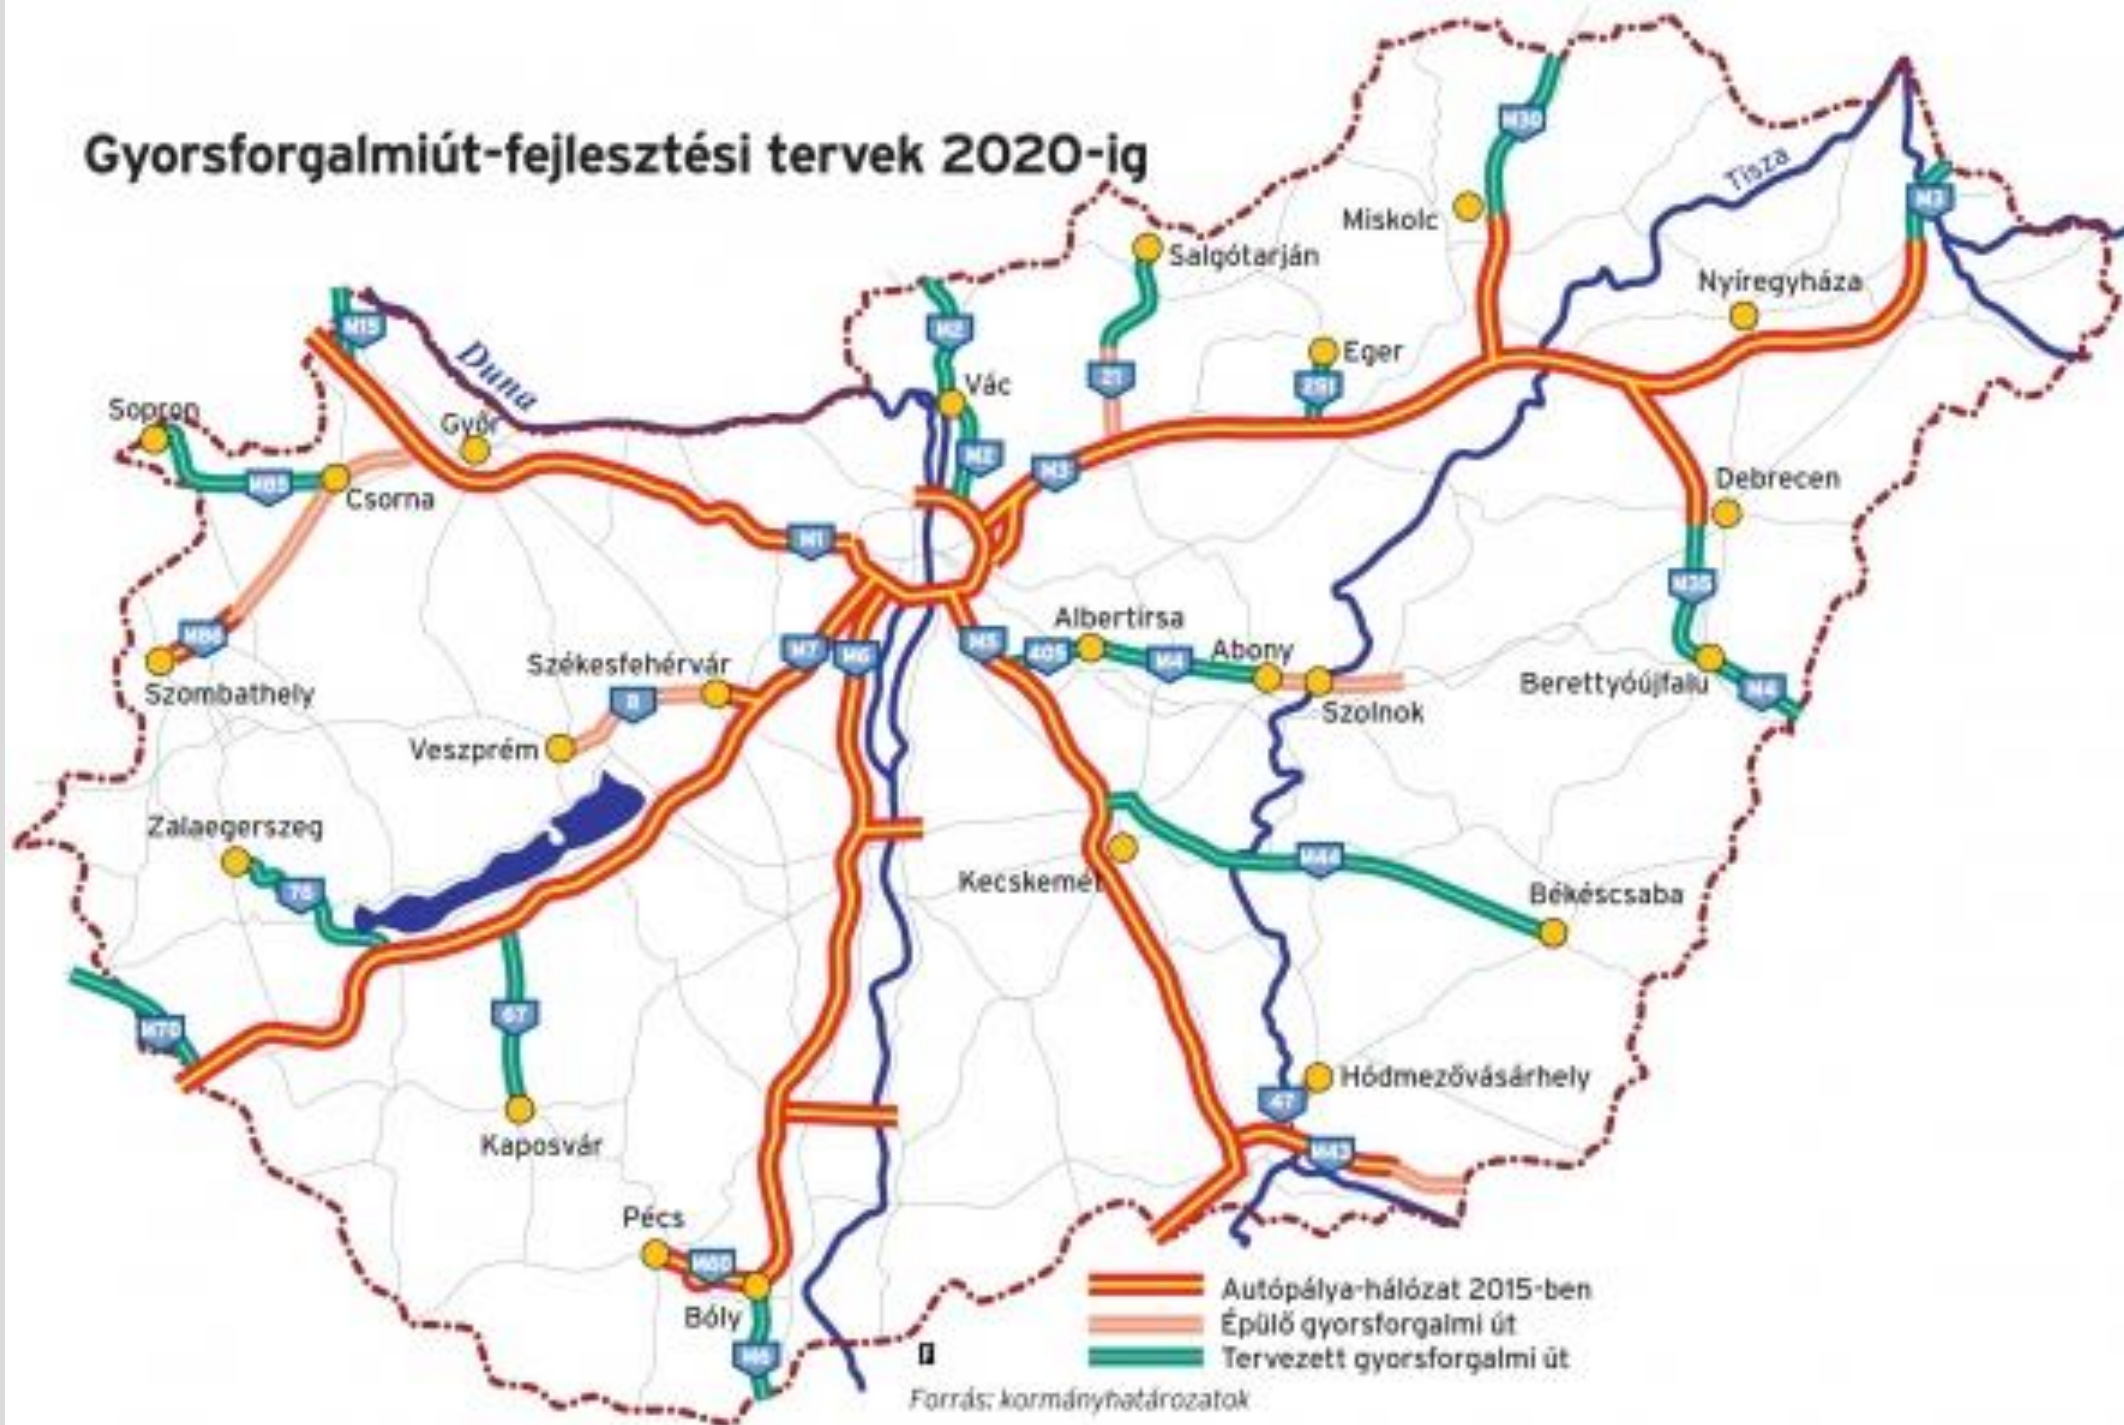 Gyorsforgalmiút-fejlesztési tervek 2020-ig
M30
Tisza
M3
Miskolc
Salgótarján
Nyíregyháza
M15
M2
Duna
Eger
Vác
21
Sopron
Győr
M2
M3
M85
Csorna
Debrecen
M1
M35
M86
Albertirsa
M7
M6
M5
405
M4
Abony
Székesfehérvár
Szombathely
8
Berettyóújfalu
M4
Szolnok
Veszprém
Zalaegerszeg
M44
Kecskemét
76
Békéscsaba
67
M70
Hódmezővásárhely
47
Kaposvár
M43
Pécs
M60
Bóly
M6
Autópálya-hálózat 2015-ben
Épülő gyorsforgalmi út
Tervezett gyorsforgalmi út
F
Forrás: kormányhatározatok